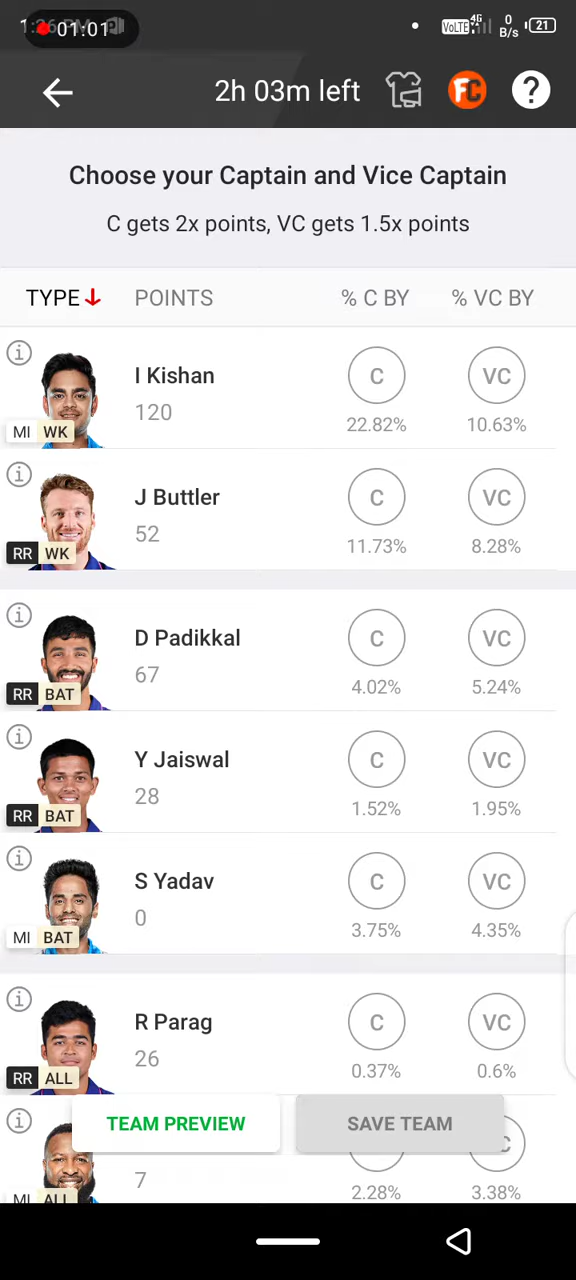 01:01
VoLTE 4G 0 B/s 21
2h 03m left FC ?
Choose your Captain and Vice Captain
C gets 2x points, VC gets 1.5x points
TYPE POINTS % C BY % VC BY
I Kishan C VC
120
MI WK 22.82% 10.63%
J Buttler C VC
52
RR WK 11.73% 8.28%
D Padikkal C VC
67
RR BAT 4.02% 5.24%
Y Jaiswal C VC
28
RR BAT 1.52% 1.95%
S Yadav C VC
0
MI BAT 3.75% 4.35%
R Parag C VC
26
RR ALL 0.37% 0.6%
TEAM PREVIEW SAVE TEAM
7
MI ALL 2.28% 3.38%